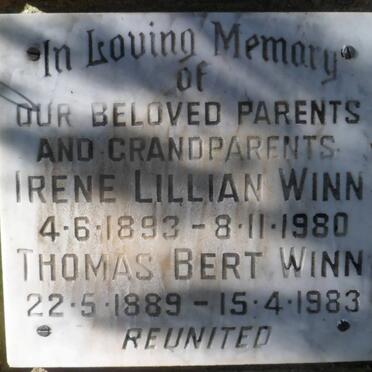 In Loving Memory
of
OUR BELOVED PARENTS
AND GRANDPARENTS
IRENE LILLIAN WINN
4·6·1893 - 8·11·1980
THOMAS BERT WINN
22·5·1889 - 15·4·1983
REUNITED